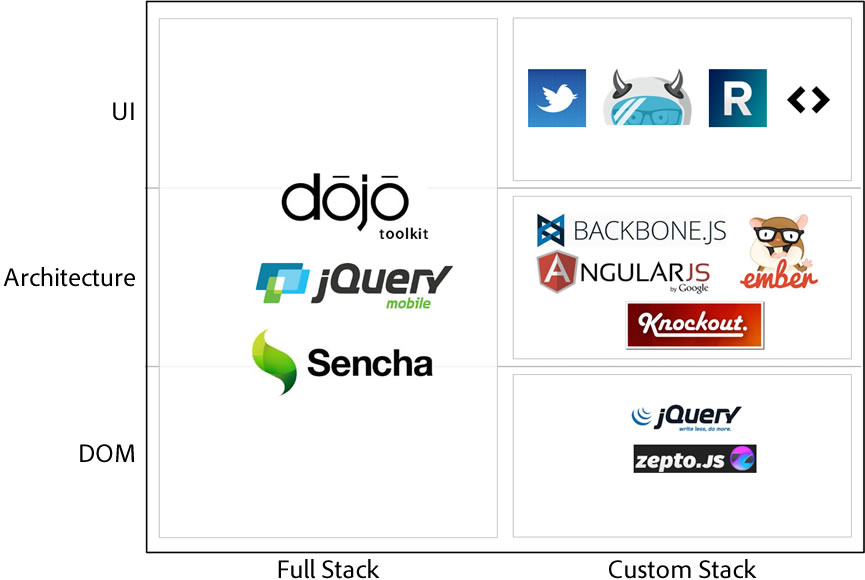 UI
R
dōjō
toolkit
BACKBONE.JS
ANGULARJS
by Google
ember
Architecture
jQuery
mobile
Knockout.
Sencha
jQuery
write less, do more.
DOM
zepto.JS
Full Stack
Custom Stack